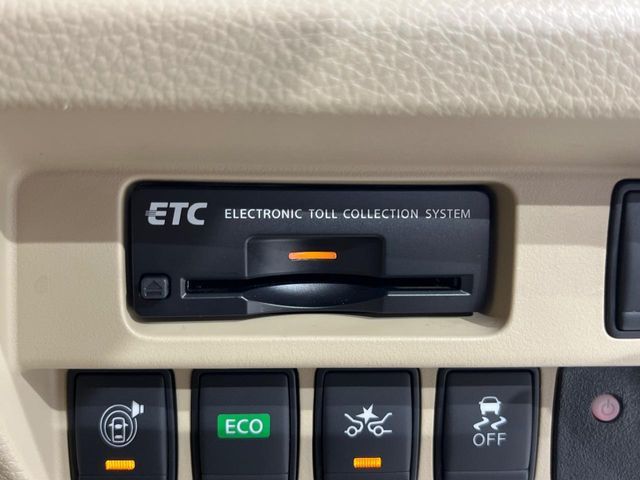 ETC ELECTRONIC TOLL COLLECTION SYSTEM
ECO
OFF